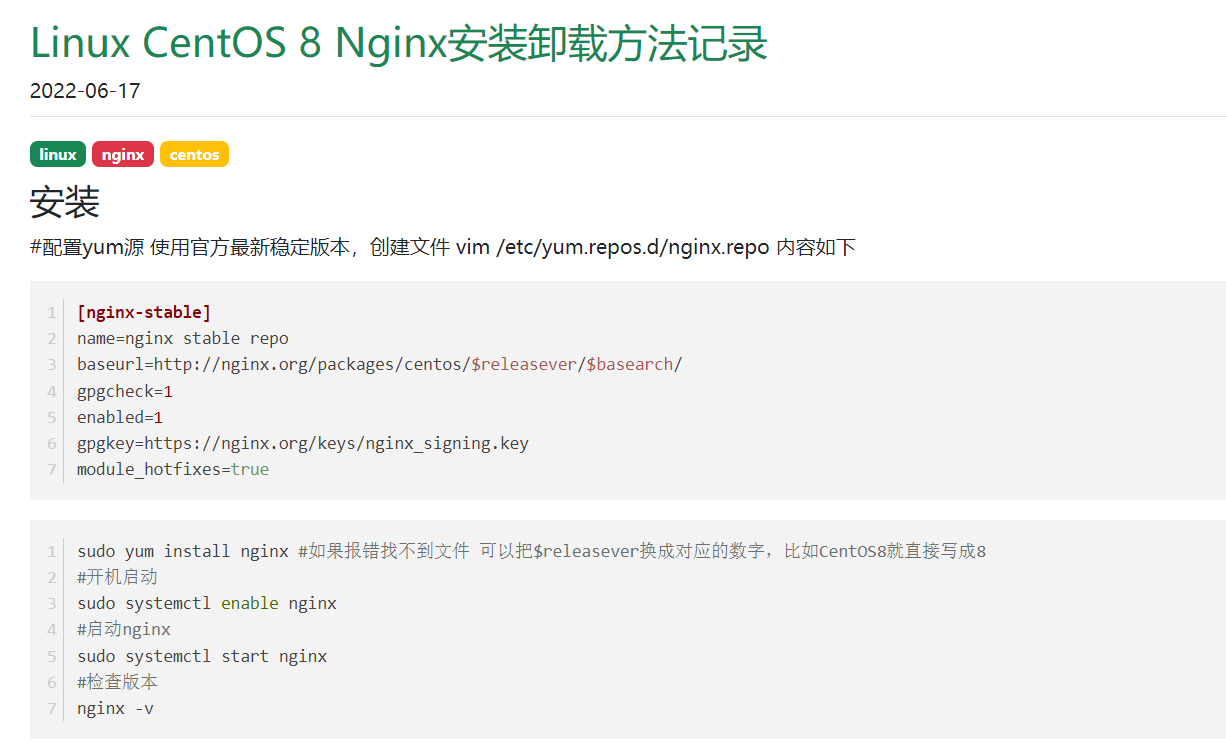 Linux CentOS 8 Nginx安装卸载方法记录
2022-06-17
linux nginx centos
安装
#配置yum源 使用官方最新稳定版本，创建文件 vim /etc/yum.repos.d/nginx.repo 内容如下
1 [nginx-stable]
2 name=nginx stable repo
3 baseurl=http://nginx.org/packages/centos/$releasever/$basearch/
4 gpgcheck=1
5 enabled=1
6 gpgkey=https://nginx.org/keys/nginx_signing.key
7 module_hotfixes=true
1 sudo yum install nginx #如果报错找不到文件 可以把$releasever换成对应的数字，比如CentOS8就直接写成8
2 #开机启动
3 sudo systemctl enable nginx
4 #启动nginx
5 sudo systemctl start nginx
6 #检查版本
7 nginx -v